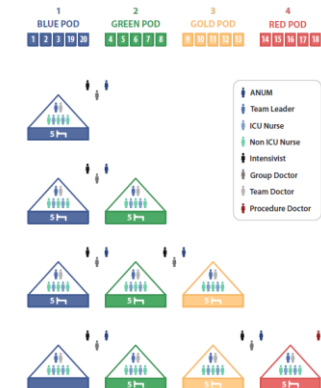 1 2 3 4
BLUE POD GREEN POD GOLD POD RED POD
1 2 3 19 20 4 5 6 7 8 9 10 11 12 13 14 15 16 17 18
ANUM
Team Leader
ICU Nurse
Non ICU Nurse
Intensivist
Group Doctor
Team Doctor
Procedure Doctor
5
5 5
5 5 5
5 5 5 5